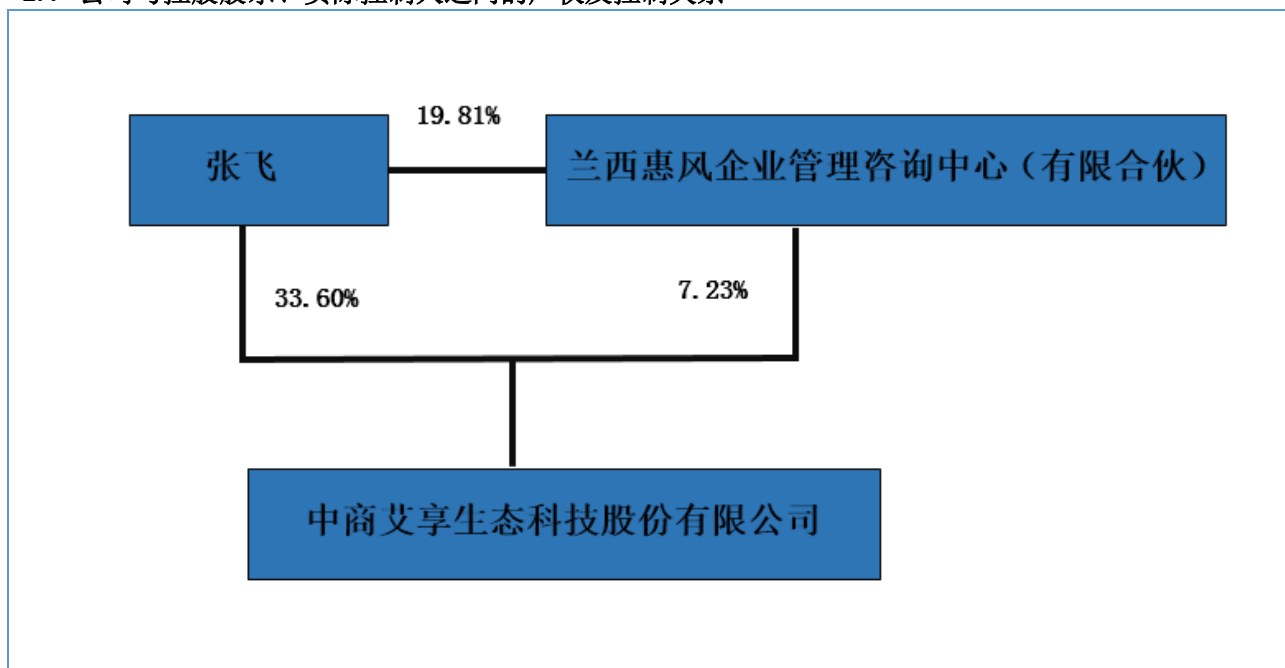 19.81%
张飞
兰西惠风企业管理咨询中心（有限合伙）
33.60%
7.23%
中商艾享生态科技股份有限公司